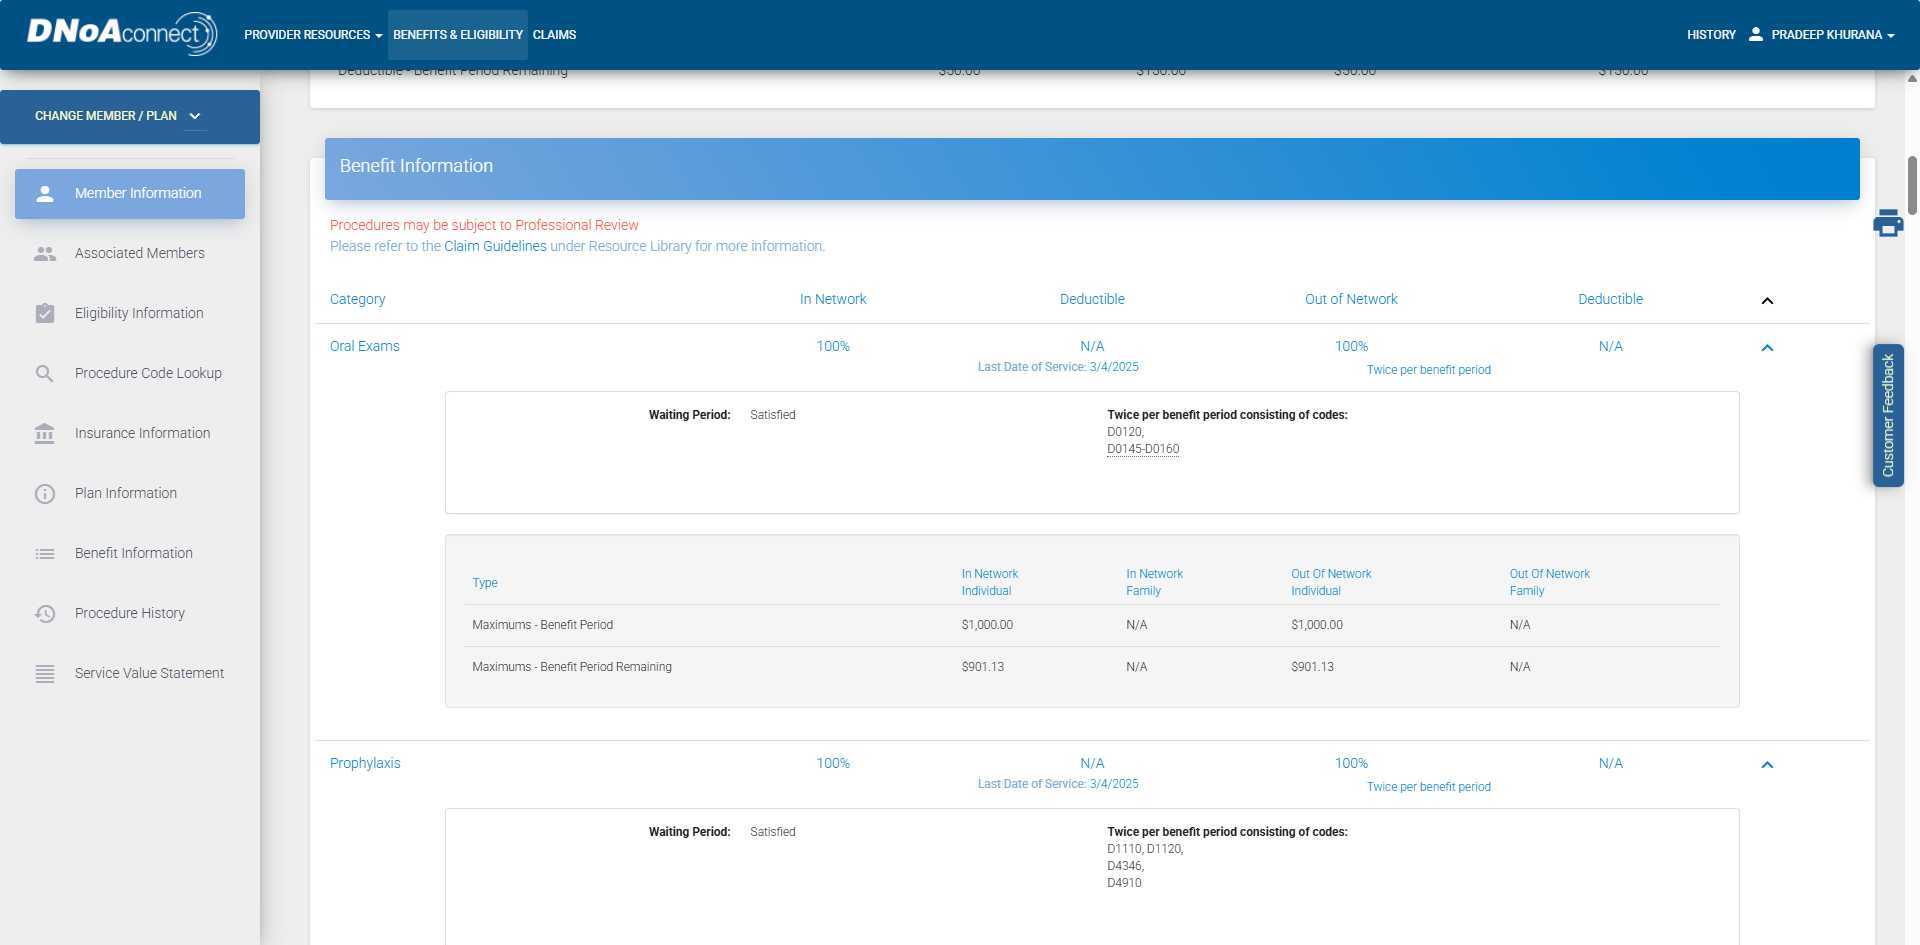 DNoAconnect
PROVIDER RESOURCES
BENEFITS & ELIGIBILITY
CLAIMS
HISTORY
PRADEEP KHURANA
CHANGE MEMBER / PLAN
Member Information
Associated Members
Eligibility Information
Procedure Code Lookup
Insurance Information
Plan Information
Benefit Information
Procedure History
Service Value Statement
Deductible - Benefit Period Remaining $50.00 $150.00 $50.00 $150.00
Benefit Information
Procedures may be subject to Professional Review
Please refer to the Claim Guidelines under Resource Library for more information.
Category In Network Deductible Out of Network Deductible
Oral Exams 100% N/A 100% N/A
Last Date of Service: 3/4/2025 Twice per benefit period
Waiting Period: Satisfied Twice per benefit period consisting of codes:
D0120,
D0145-D0160
Type In Network Individual In Network Family Out Of Network Individual Out Of Network Family
Maximums - Benefit Period $1,000.00 N/A $1,000.00 N/A
Maximums - Benefit Period Remaining $901.13 N/A $901.13 N/A
Prophylaxis 100% N/A 100% N/A
Last Date of Service: 3/4/2025 Twice per benefit period
Waiting Period: Satisfied Twice per benefit period consisting of codes:
D1110, D1120,
D4346,
D4910
Customer Feedback